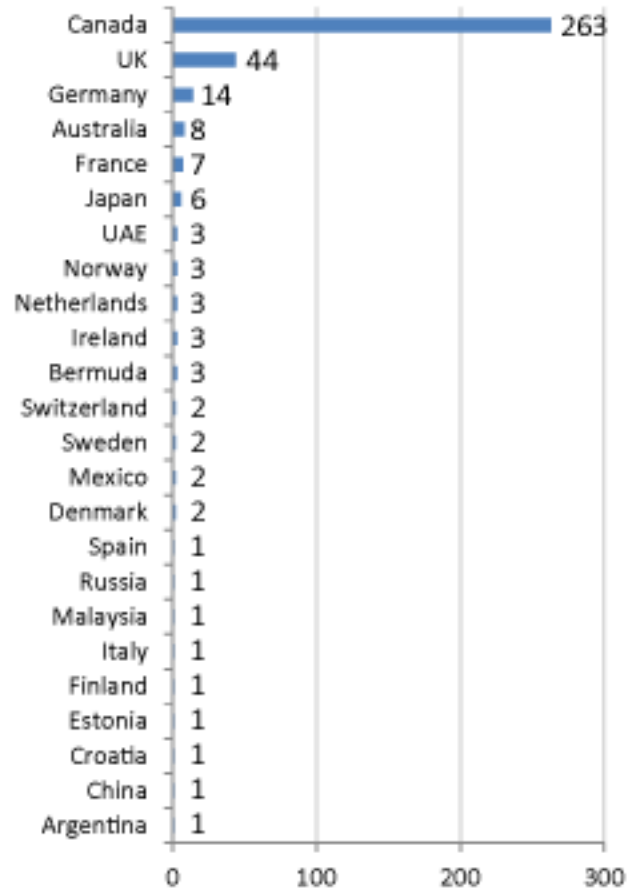 Canada 263
UK 44
Germany 14
Australia 8
France 7
Japan 6
UAE 3
Norway 3
Netherlands 3
Ireland 3
Bermuda 3
Switzerland 2
Sweden 2
Mexico 2
Denmark 2
Spain 1
Russia 1
Malaysia 1
Italy 1
Finland 1
Estonia 1
Croatia 1
China 1
Argentina 1
0 100 200 300